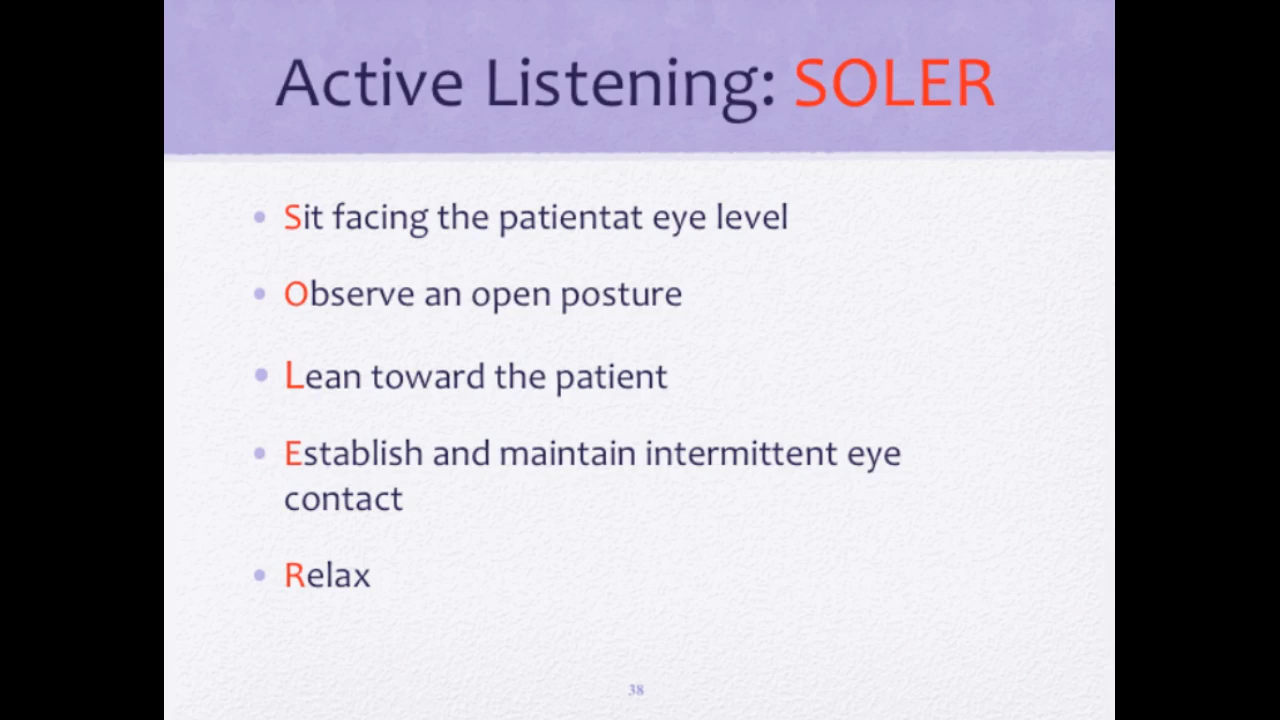 Active Listening: SOLER
• Sit facing the patientat eye level
• Observe an open posture
• Lean toward the patient
• Establish and maintain intermittent eye
contact
• Relax
38